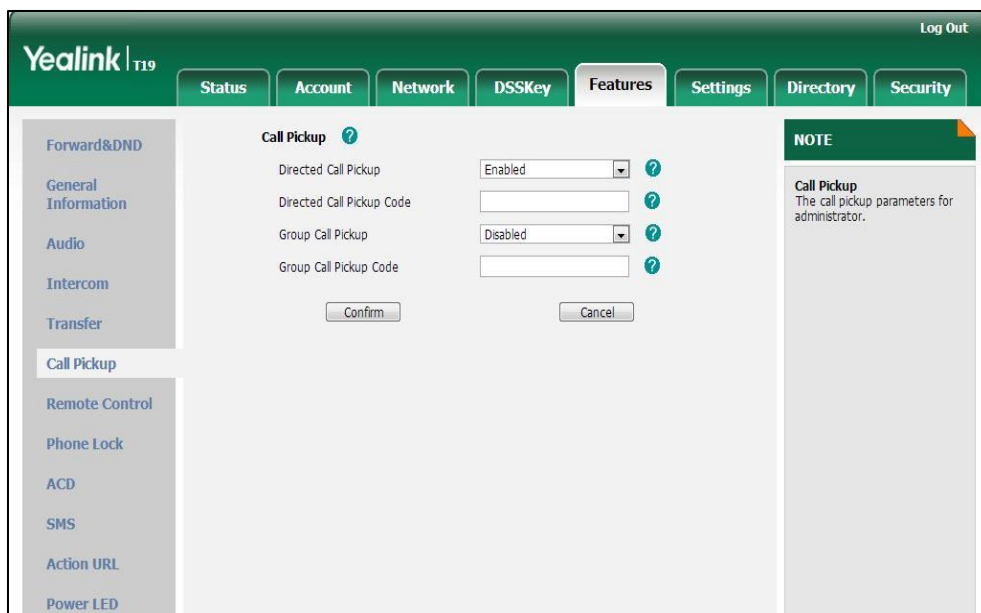 Log Out
Yealink | T19
Status Account Network DSSKey Features Settings Directory Security
Forward&DND
General
Information
Audio
Intercom
Transfer
Call Pickup
Remote Control
Phone Lock
ACD
SMS
Action URL
Power LED
Call Pickup ?
Directed Call Pickup Enabled ?
Directed Call Pickup Code ?
Group Call Pickup Disabled ?
Group Call Pickup Code ?
Confirm Cancel
NOTE
Call Pickup
The call pickup parameters for
administrator.